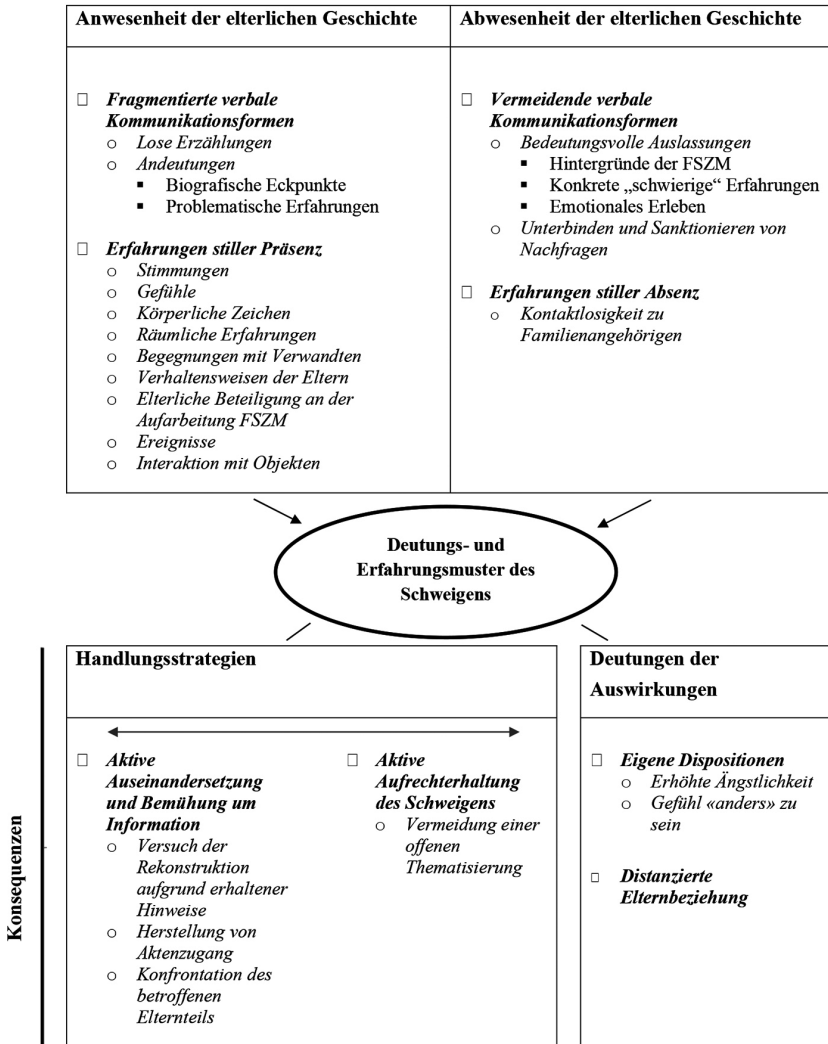 Anwesenheit der elterlichen Geschichte
□ Fragmentierte verbale
Kommunikationsformen
o Lose Erzählungen
o Andeutungen
▪ Biografische Eckpunkte
▪ Problematische Erfahrungen
□ Erfahrungen stiller Präsenz
o Stimmungen
o Gefühle
o Körperliche Zeichen
o Räumliche Erfahrungen
o Begegnungen mit Verwandten
o Verhaltensweisen der Eltern
o Elterliche Beteiligung an der
Aufarbeitung FSZM
o Ereignisse
o Interaktion mit Objekten
Abwesenheit der elterlichen Geschichte
□ Vermeidende verbale
Kommunikationsformen
o Bedeutungsvolle Auslassungen
▪ Hintergründe der FSZM
▪ Konkrete „schwierige“ Erfahrungen
▪ Emotionales Erleben
o Unterbinden und Sanktionieren von
Nachfragen
□ Erfahrungen stiller Absenz
o Kontaktlosigkeit zu
Familienangehörigen
Deutungs- und
Erfahrungsmuster des
Schweigens
Konsequenzen
Handlungsstrategien
□ Aktive
Auseinandersetzung
und Bemühung um
Information
o Versuch der
Rekonstruktion
aufgrund erhaltener
Hinweise
o Herstellung von
Aktenzugang
o Konfrontation des
betroffenen
Elternteils
□ Aktive
Aufrechterhaltung
des Schweigens
o Vermeidung einer
offenen
Thematisierung
Deutungen der
Auswirkungen
□ Eigene Dispositionen
o Erhöhte Ängstlichkeit
o Gefühl «anders» zu
sein
□ Distanzierte
Elternbeziehung